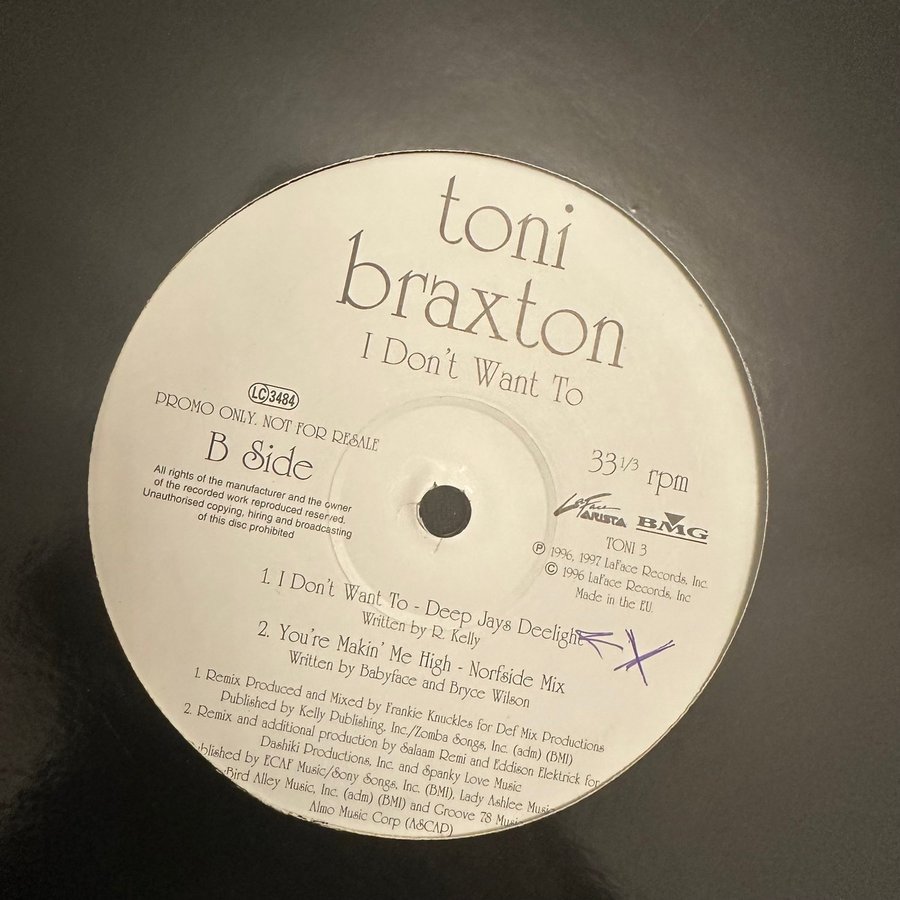 toni
braxton
I Don't Want To
LC 3484
PROMO ONLY. NOT FOR RESALE
B Side
All rights of the manufacturer and the owner
of the recorded work reproduced reserved.
Unauthorised copying, hiring and broadcasting
of this disc prohibited
33 1/3 rpm
LaFace
ARISTA
BMG
TONI 3
℗ 1996, 1997 LaFace Records, Inc.
© 1996 LaFace Records, Inc
Made in the EU.
1. I Don't Want To - Deep Jays Deelight
Written by R. Kelly
X
2. You're Makin' Me High - Norfside Mix
Written by Babyface and Bryce Wilson
1. Remix Produced and Mixed by Frankie Knuckles for Def Mix Productions
Published by Kelly Publishing, Inc./Zomba Songs, Inc. (adm) (BMI)
2. Remix and additional production by Salaam Remi and Eddison Elektrick for
Dashiki Productions, Inc. and Spanky Love Music
by ECAF Music/Sony Songs, Inc. (BMI), Lady Ashlee
Bird Alley Music, Inc. (adm) (BMI) and Groove 78
Almo Music Corp (ASCAP)